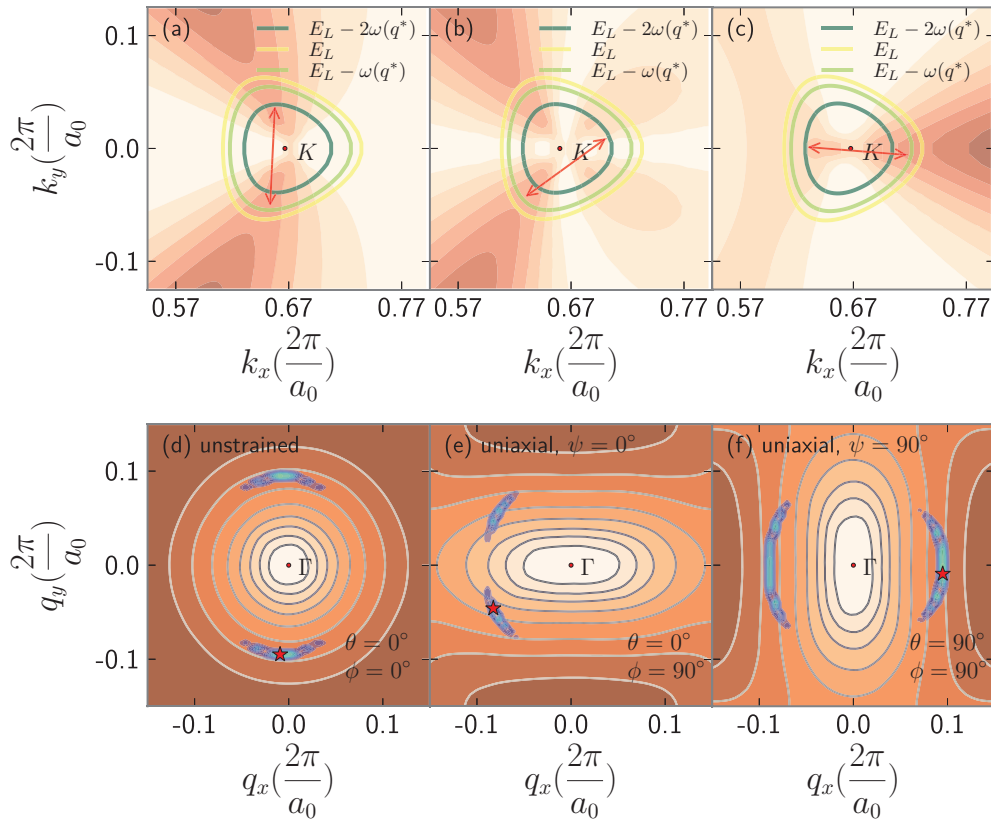 (a) E_L − 2ω(q*)
E_L
E_L − ω(q*)
K
(b) E_L − 2ω(q*)
E_L
E_L − ω(q*)
K
(c) E_L − 2ω(q*)
E_L
E_L − ω(q*)
K
0.1
0.0
-0.1
k_y(2π/a_0)
0.57 0.67 0.77
0.57 0.67 0.77
0.57 0.67 0.77
k_x(2π/a_0)
k_x(2π/a_0)
k_x(2π/a_0)
(d) unstrained
Γ
θ = 0°
ϕ = 0°
(e) uniaxial, ψ = 0°
Γ
θ = 0°
ϕ = 90°
(f) uniaxial, ψ = 90°
Γ
θ = 90°
ϕ = 90°
0.1
0.0
-0.1
q_y(2π/a_0)
-0.1 0.0 0.1
-0.1 0.0 0.1
-0.1 0.0 0.1
q_x(2π/a_0)
q_x(2π/a_0)
q_x(2π/a_0)